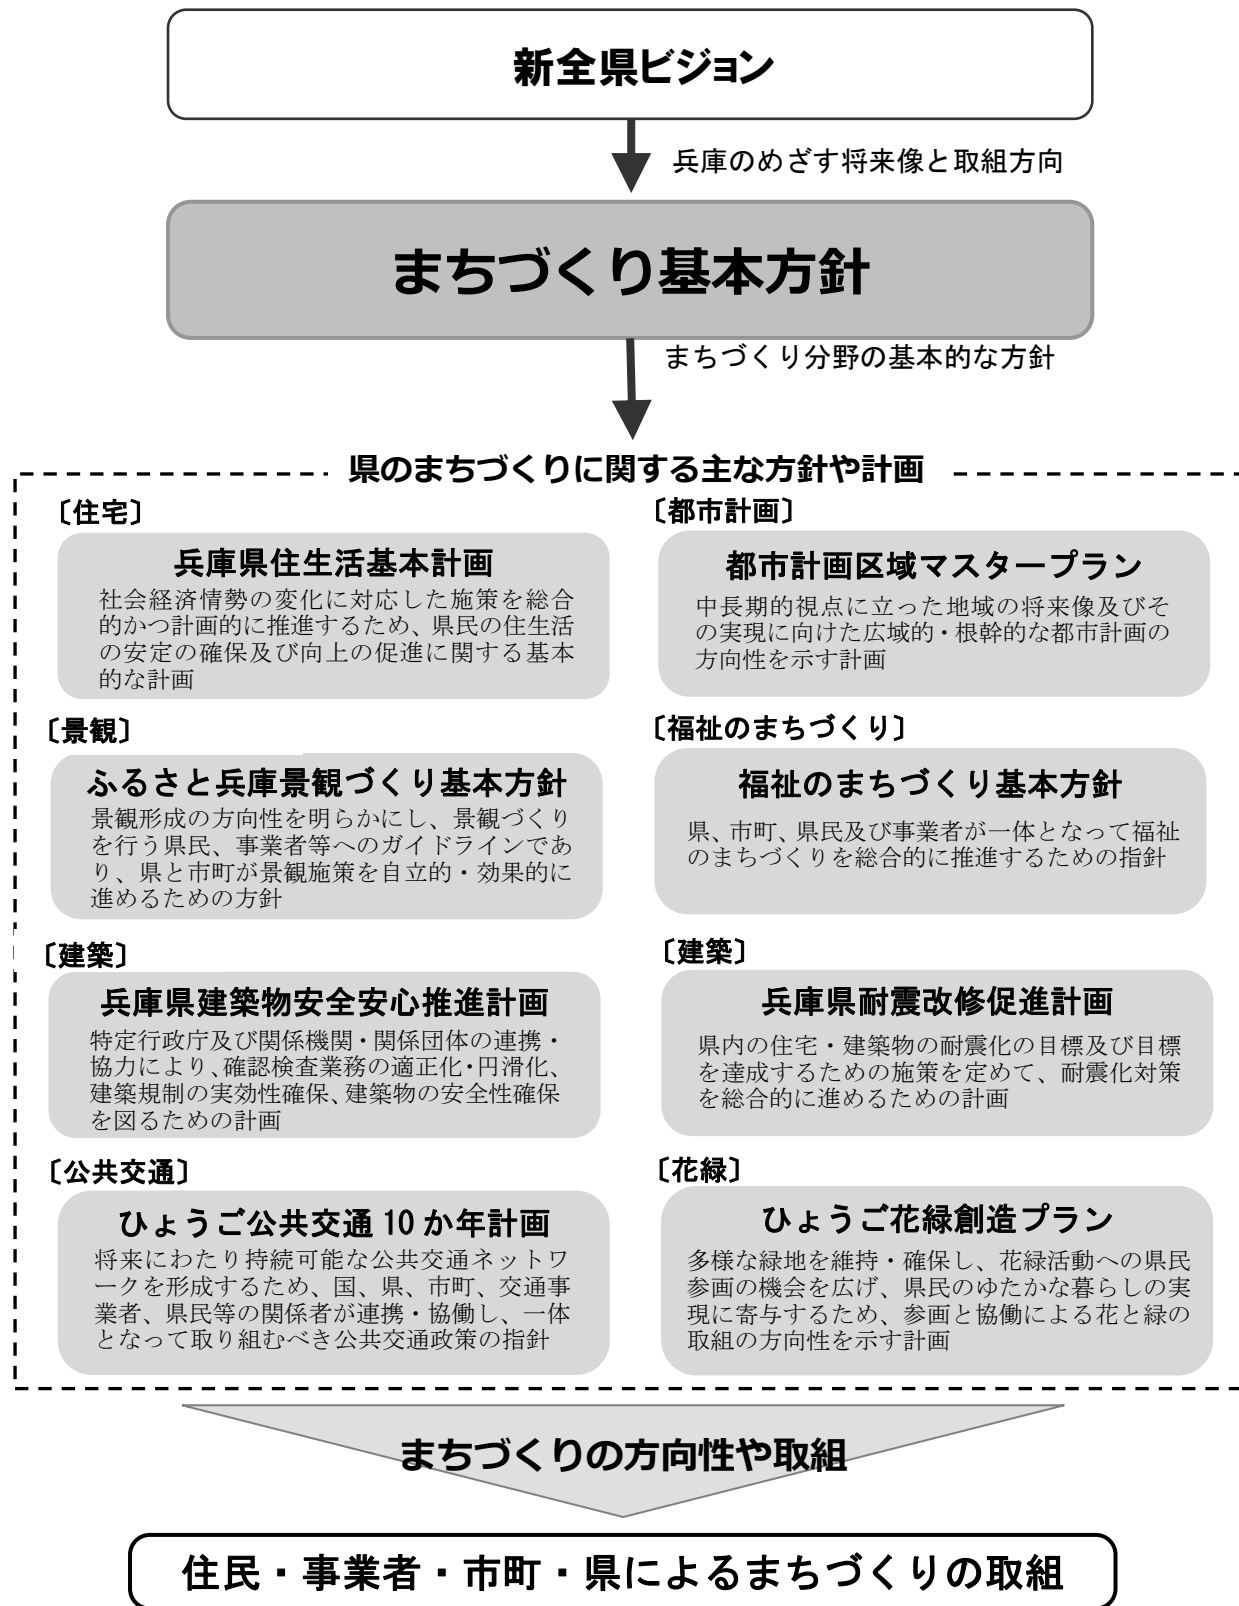 新全県ビジョン
兵庫のめざす将来像と取組方向
まちづくり基本方針
まちづくり分野の基本的な方針
県のまちづくりに関する主な方針や計画
〔住宅〕
兵庫県住生活基本計画
社会経済情勢の変化に対応した施策を総合
的かつ計画的に推進するため、県民の住生活
の安定の確保及び向上の促進に関する基本
的な計画
〔都市計画〕
都市計画区域マスタープラン
中長期的視点に立った地域の将来像及びそ
の実現に向けた広域的・根幹的な都市計画の
方向性を示す計画
〔景観〕
ふるさと兵庫景観づくり基本方針
景観形成の方向性を明らかにし、景観づくり
を行う県民、事業者等へのガイドラインであ
り、県と市町が景観施策を自立的・効果的に
進めるための方針
〔福祉のまちづくり〕
福祉のまちづくり基本方針
県、市町、県民及び事業者が一体となって福祉
のまちづくりを総合的に推進するための指針
〔建築〕
兵庫県建築物安全安心推進計画
特定行政庁及び関係機関・関係団体の連携・
協力により、確認検査業務の適正化・円滑化、
建築規制の実効性確保、建築物の安全性確保
を図るための計画
〔建築〕
兵庫県耐震改修促進計画
県内の住宅・建築物の耐震化の目標及び目標
を達成するための施策を定めて、耐震化対策
を総合的に進めるための計画
〔公共交通〕
ひょうご公共交通 10 か年計画
将来にわたり持続可能な公共交通ネットワ
ークを形成するため、国、県、市町、交通事
業者、県民等の関係者が連携・協働し、一体
となって取り組むべき公共交通政策の指針
〔花緑〕
ひょうご花緑創造プラン
多様な緑地を維持・確保し、花緑活動への県民
参画の機会を広げ、県民のゆたかな暮らしの実
現に寄与するため、参画と協働による花と緑の
取組の方向性を示す計画
まちづくりの方向性や取組
住民・事業者・市町・県によるまちづくりの取組